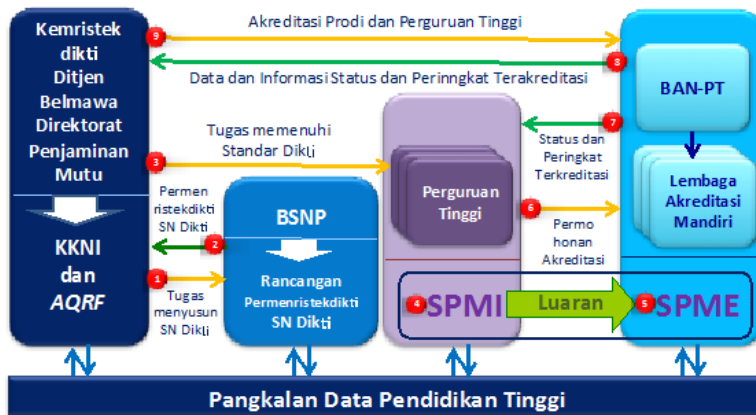 Kemristek
dikti
Ditjen
Belmawa
Direktorat
Penjaminan
Mutu
KKNI
dan
AQRF
9
Akreditasi Prodi dan Perguruan Tinggi
8
Data dan Informasi Status dan Perinngkat Terakreditasi
3
Tugas memenuhi
Standar Dikti
Permen
ristekdikti
SN Dikti
2
1
Tugas
menyusun
SN Dikti
BSNP
Rancangan
Permenristekdikti
SN Dikti
Perguruan
Tinggi
7
Status dan
Peringkat
Terkreditasi
6
Permo
honan
Akreditasi
BAN-PT
Lembaga
Akreditasi
Mandiri
4
SPMI
Luaran
5
SPME
Pangkalan Data Pendidikan Tinggi